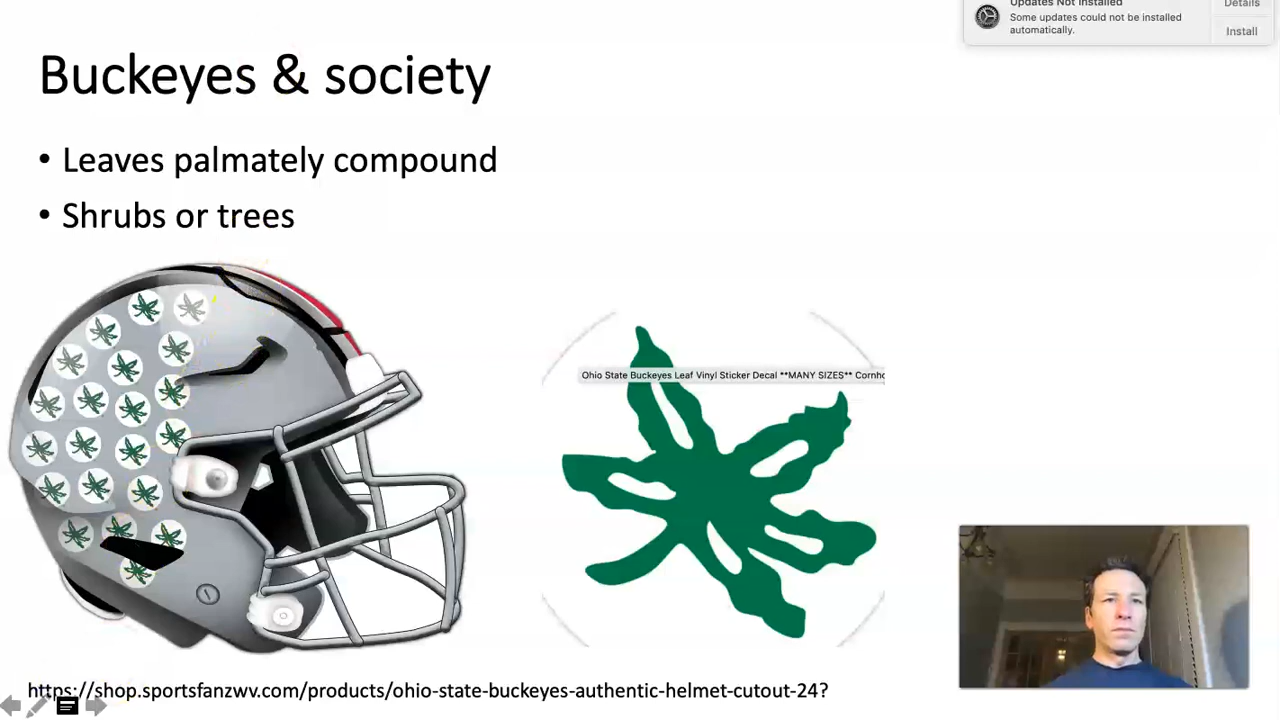 Updates Not Installed
Some updates could not be installed
automatically.
Details
Install
Buckeyes & society
• Leaves palmately compound
• Shrubs or trees
Ohio State Buckeyes Leaf Vinyl Sticker Decal **MANY SIZES** Cornho
https://shop.sportsfanzwv.com/products/ohio-state-buckeyes-authentic-helmet-cutout-24?